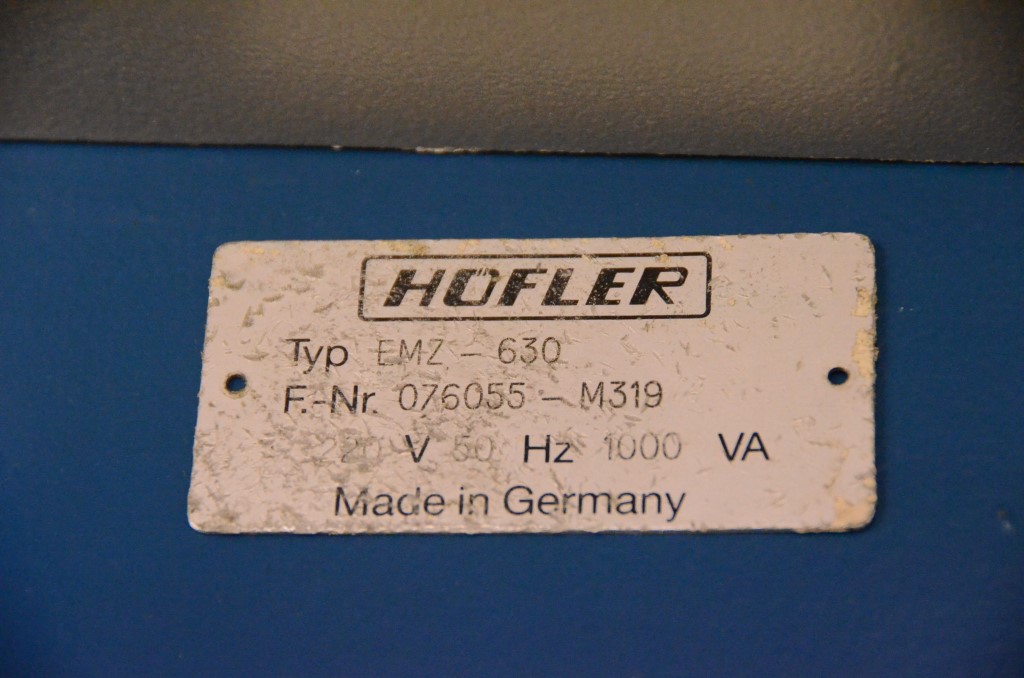 HÖFLER
Typ EMZ - 630
F.-Nr. 076055 - M319
220 V 50 Hz 1000 VA
Made in Germany